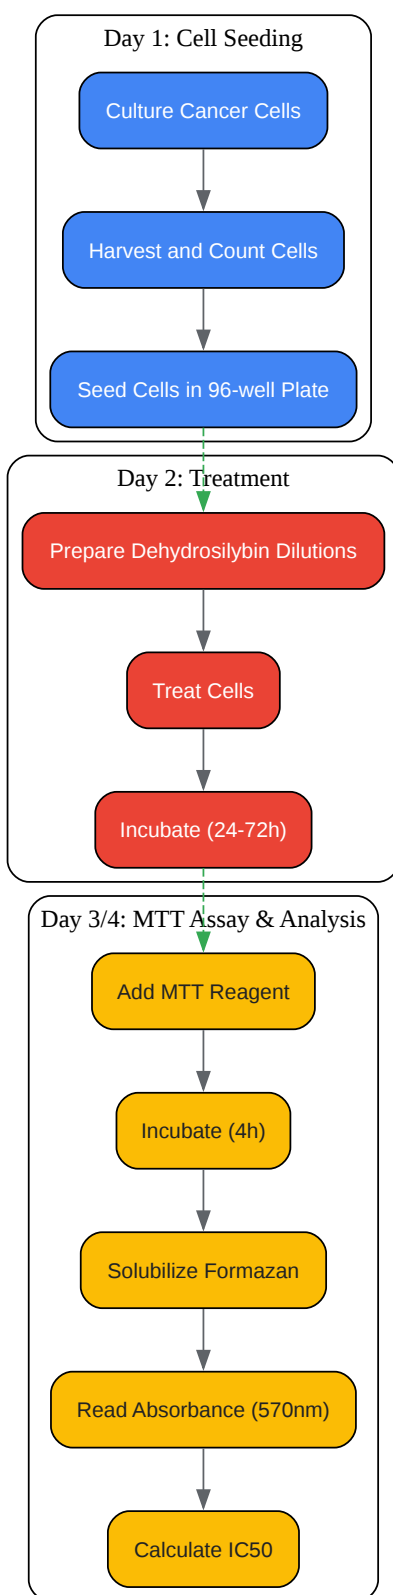 Day 1: Cell Seeding
Culture Cancer Cells
Harvest and Count Cells
Seed Cells in 96-well Plate
Day 2: Treatment
Prepare Dehydrosilybin Dilutions
Treat Cells
Incubate (24-72h)
Day 3/4: MTT Assay & Analysis
Add MTT Reagent
Incubate (4h)
Solubilize Formazan
Read Absorbance (570nm)
Calculate IC50